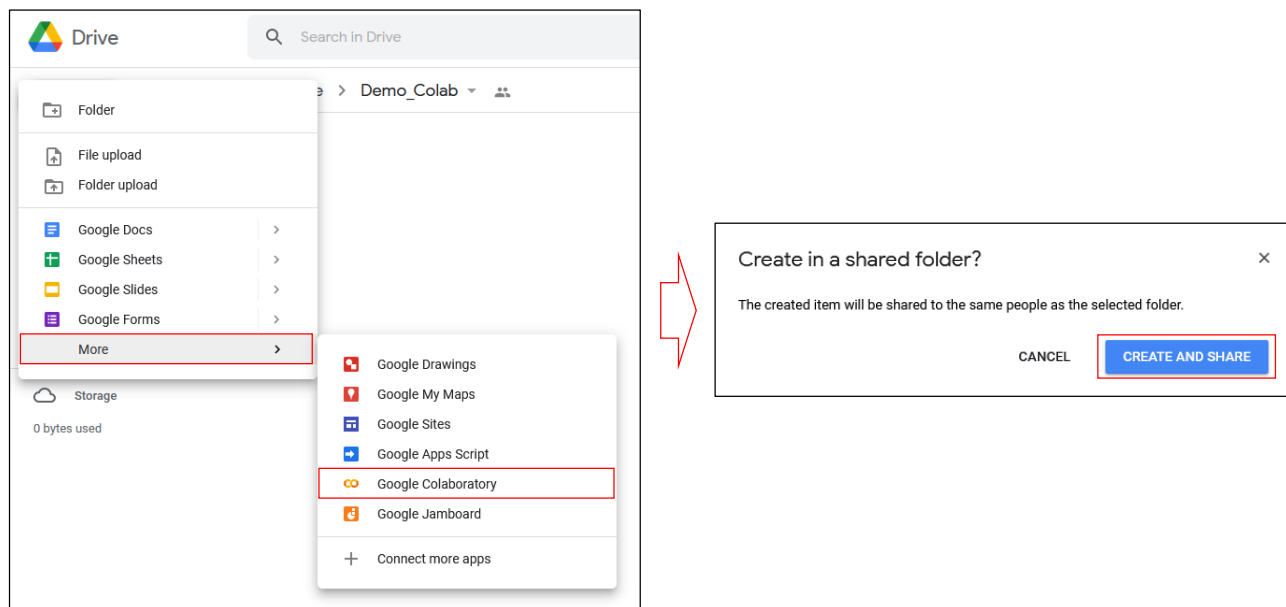 Drive
Search in Drive
e > Demo_Colab
Folder
File upload
Folder upload
Google Docs
Google Sheets
Google Slides
Google Forms
More
Storage
0 bytes used
Google Drawings
Google My Maps
Google Sites
Google Apps Script
Google Colaboratory
Google Jamboard
Connect more apps
Create in a shared folder?
The created item will be shared to the same people as the selected folder.
CANCEL CREATE AND SHARE